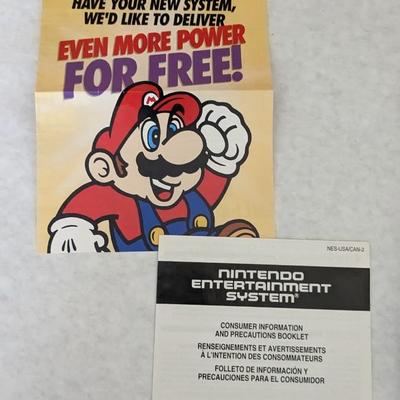 HAVE YOUR NEW SYSTEM,
WE'D LIKE TO DELIVER
EVEN MORE POWER
FOR FREE!
M
NES-USA/CAN-2
NINTENDO
ENTERTAINMENT
SYSTEM®
CONSUMER INFORMATION
AND PRECAUTIONS BOOKLET
RENSEIGNEMENTS ET AVERTISSEMENTS
À L'INTENTION DES CONSOMMATEURS
FOLLETO DE INFORMACIÓN Y
PRECAUCIONES PARA EL CONSUMIDOR